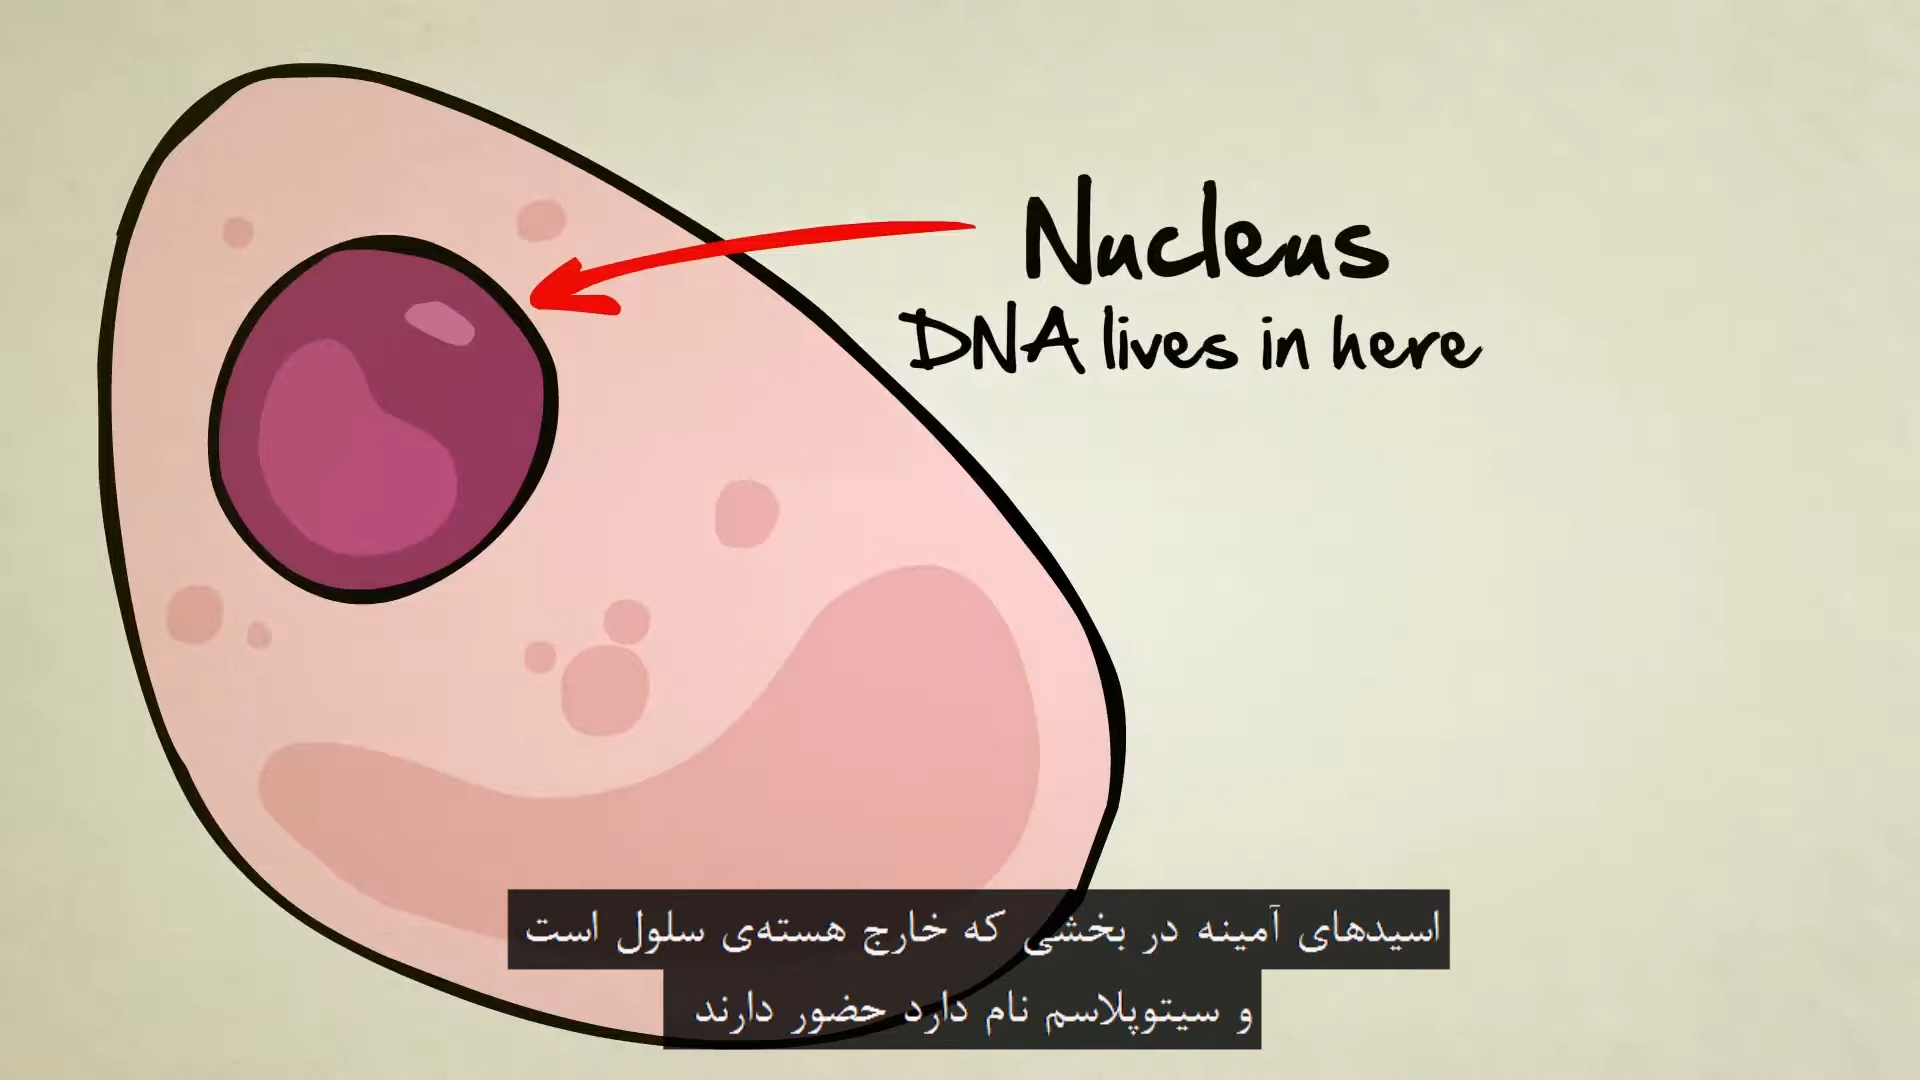 Nucleus
DNA lives in here
اسیدهای آمینه در بخشی که خارج هسته‌ی سلول است
و سیتوپلاسم نام دارد حضور دارند